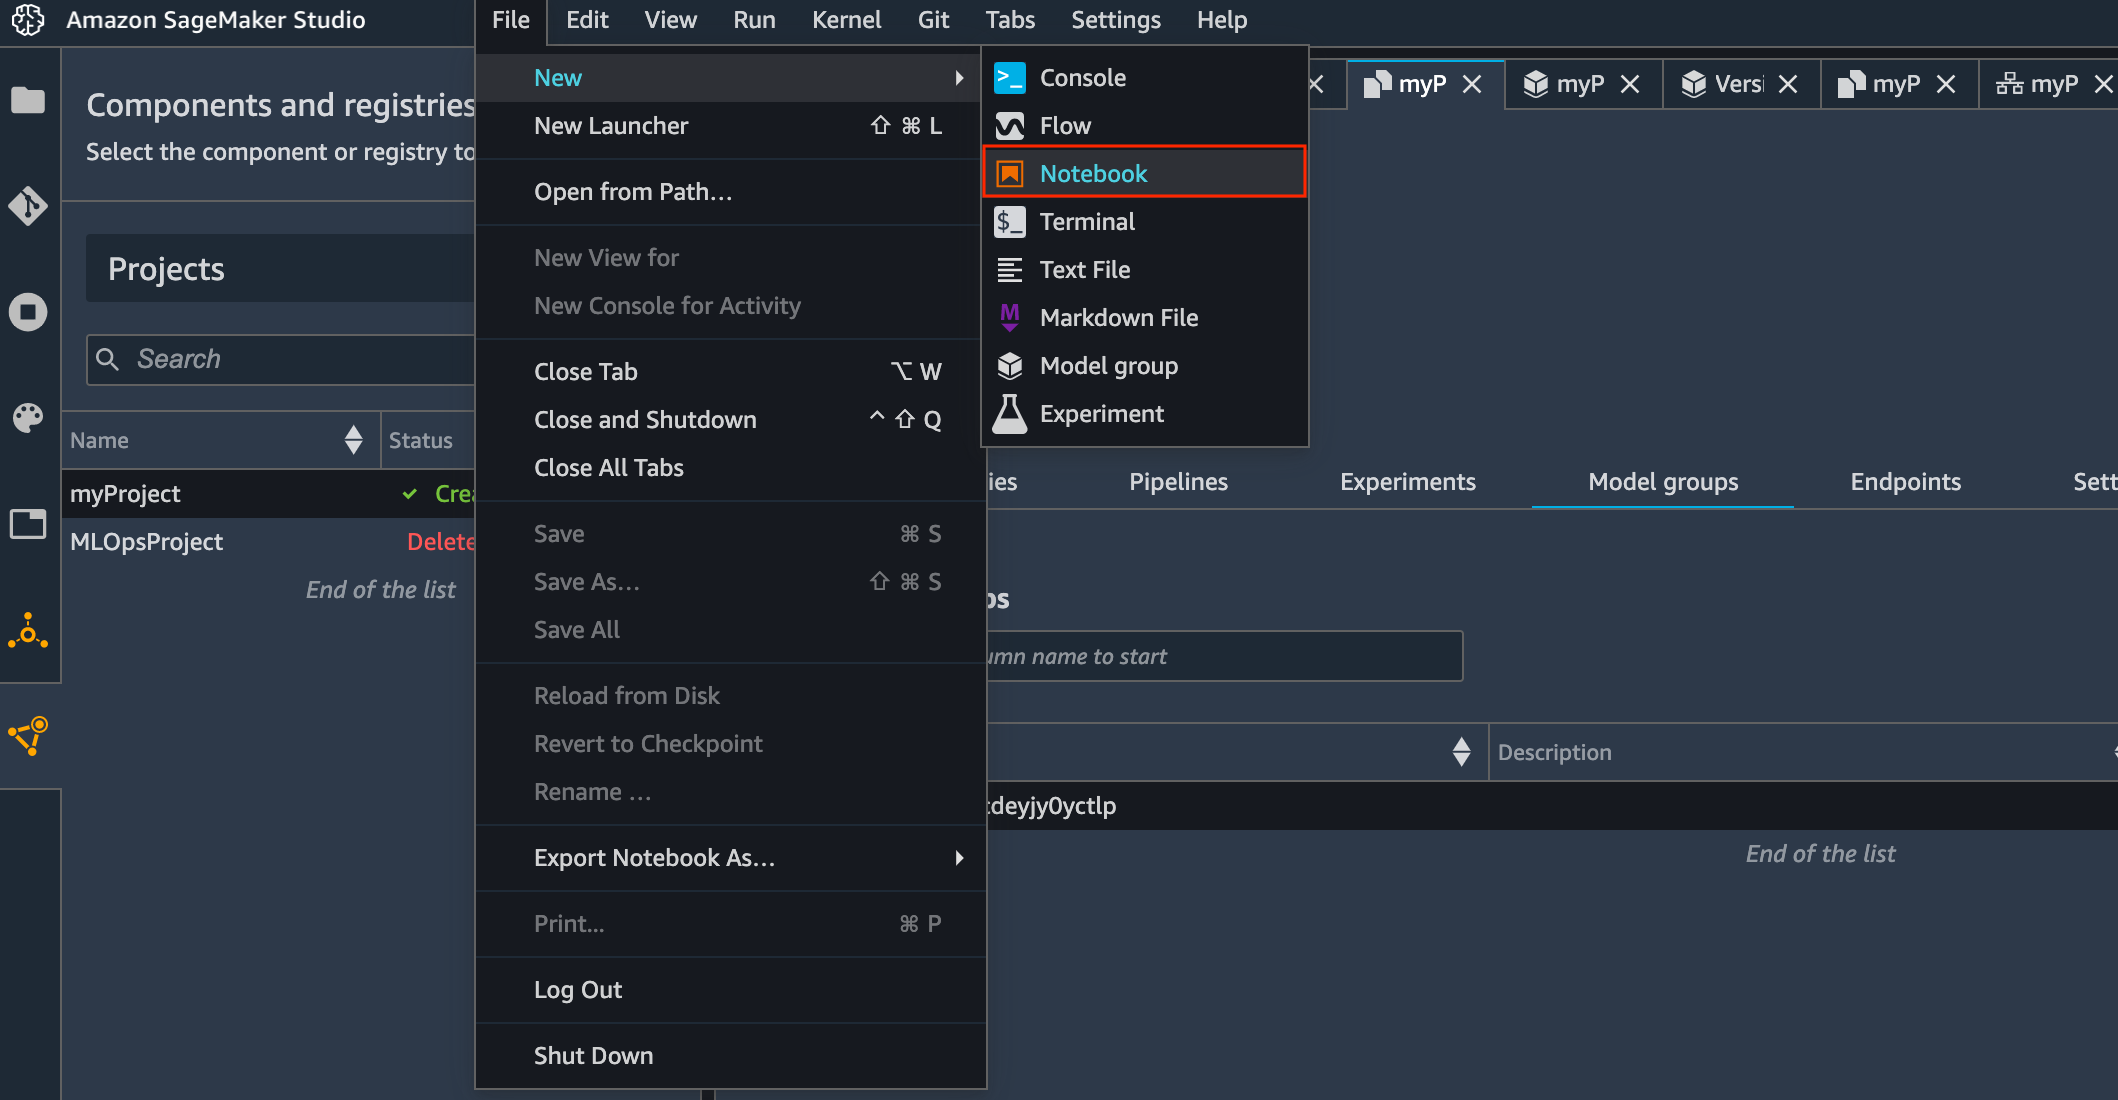 Amazon SageMaker Studio
File Edit View Run Kernel Git Tabs Settings Help
Components and registries
Select the component or registry to
Projects
Search
Name Status
myProject Crea
MLOpsProject Delete
End of the list
New
New Launcher ⇧ ⌘ L
Open from Path…
New View for
New Console for Activity
Close Tab ⌥ W
Close and Shutdown ^ ⇧ Q
Close All Tabs
Save ⌘ S
Save As… ⇧ ⌘ S
Save All
Reload from Disk
Revert to Checkpoint
Rename …
Export Notebook As…
Print... ⌘ P
Log Out
Shut Down
>_ Console
Flow
Notebook
$_ Terminal
Text File
M Markdown File
Model group
Experiment
myP myP Versi myP myP
ies Pipelines Experiments Model groups Endpoints Sett
ps
umn name to start
Description
deyjy0yctlp
End of the list